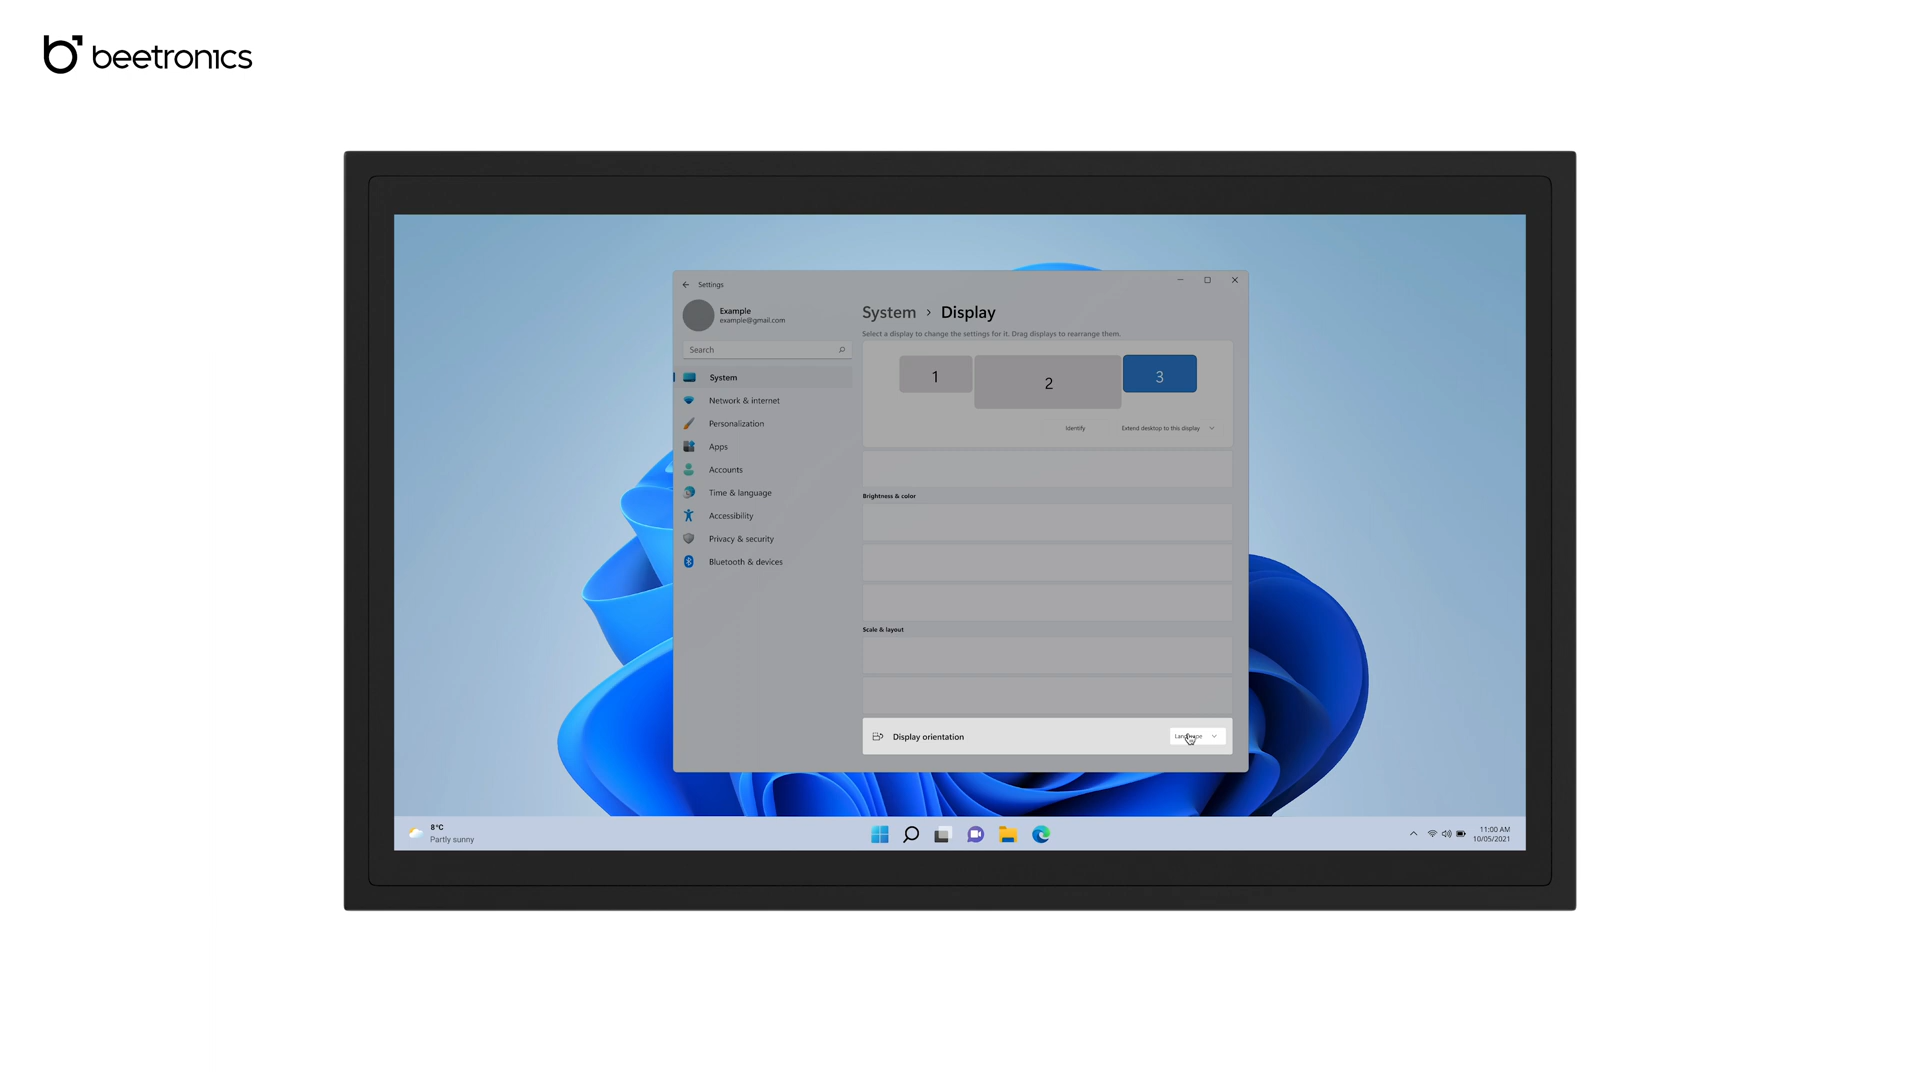 beetronics
Settings
Example
example@gmail.com
Search
System
Network & internet
Personalization
Apps
Accounts
Time & language
Accessibility
Privacy & security
Bluetooth & devices
System › Display
Select a display to change the settings for it. Drag displays to rearrange them.
1
2
3
Identify
Extend desktop to this display
Brightness & color
Scale & layout
Display orientation
8°C
Partly sunny
11:00 AM
10/05/2021